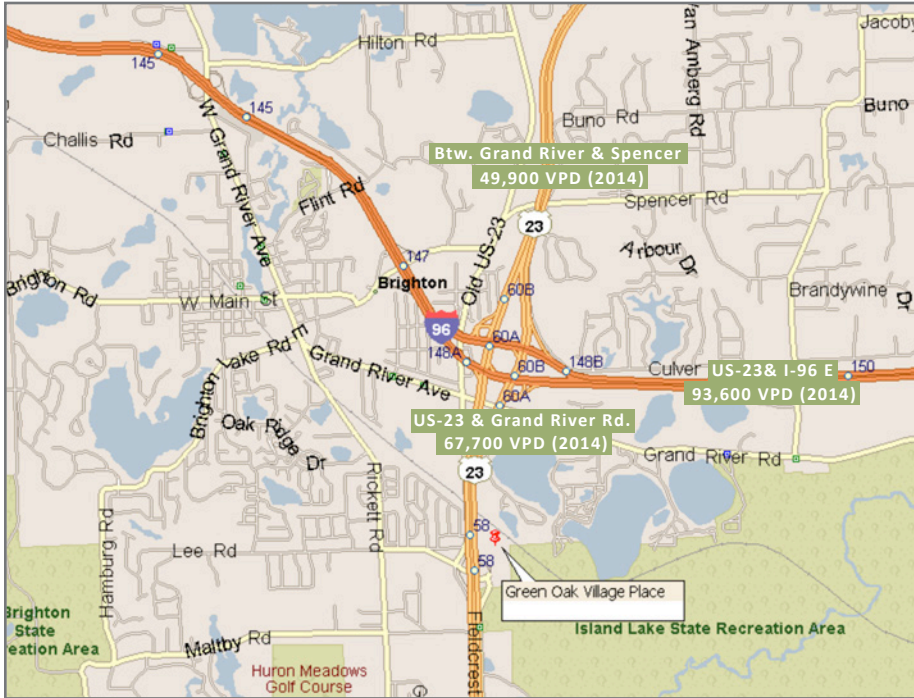 Hilton Rd
Van Amberg Rd
Jacoby
145
145
Buno
Challis Rd
W Grand River Ave
Buno Rd
Btw. Grand River & Spencer
49,900 VPD (2014)
Flint Rd
Spencer Rd
23
Old US-23
Arbour Dr
147
Brighton
Brighton Rd
W Main St
60B
Brandywine Dr
96
60A
148A
148B
60B
Culver
150
US-23& I-96 E
93,600 VPD (2014)
E Grand River Ave
Brighton Lake Rd
60A
US-23 & Grand River Rd.
67,700 VPD (2014)
Oak Ridge Dr
Grand River Rd
23
Rickett Rd
Hamburg Rd
58
Lee Rd
58
Green Oak Village Place
Brighton
State
reation Area
Island Lake State Recreation Area
Maltby Rd
Fieldcrest
Huron Meadows
Golf Course